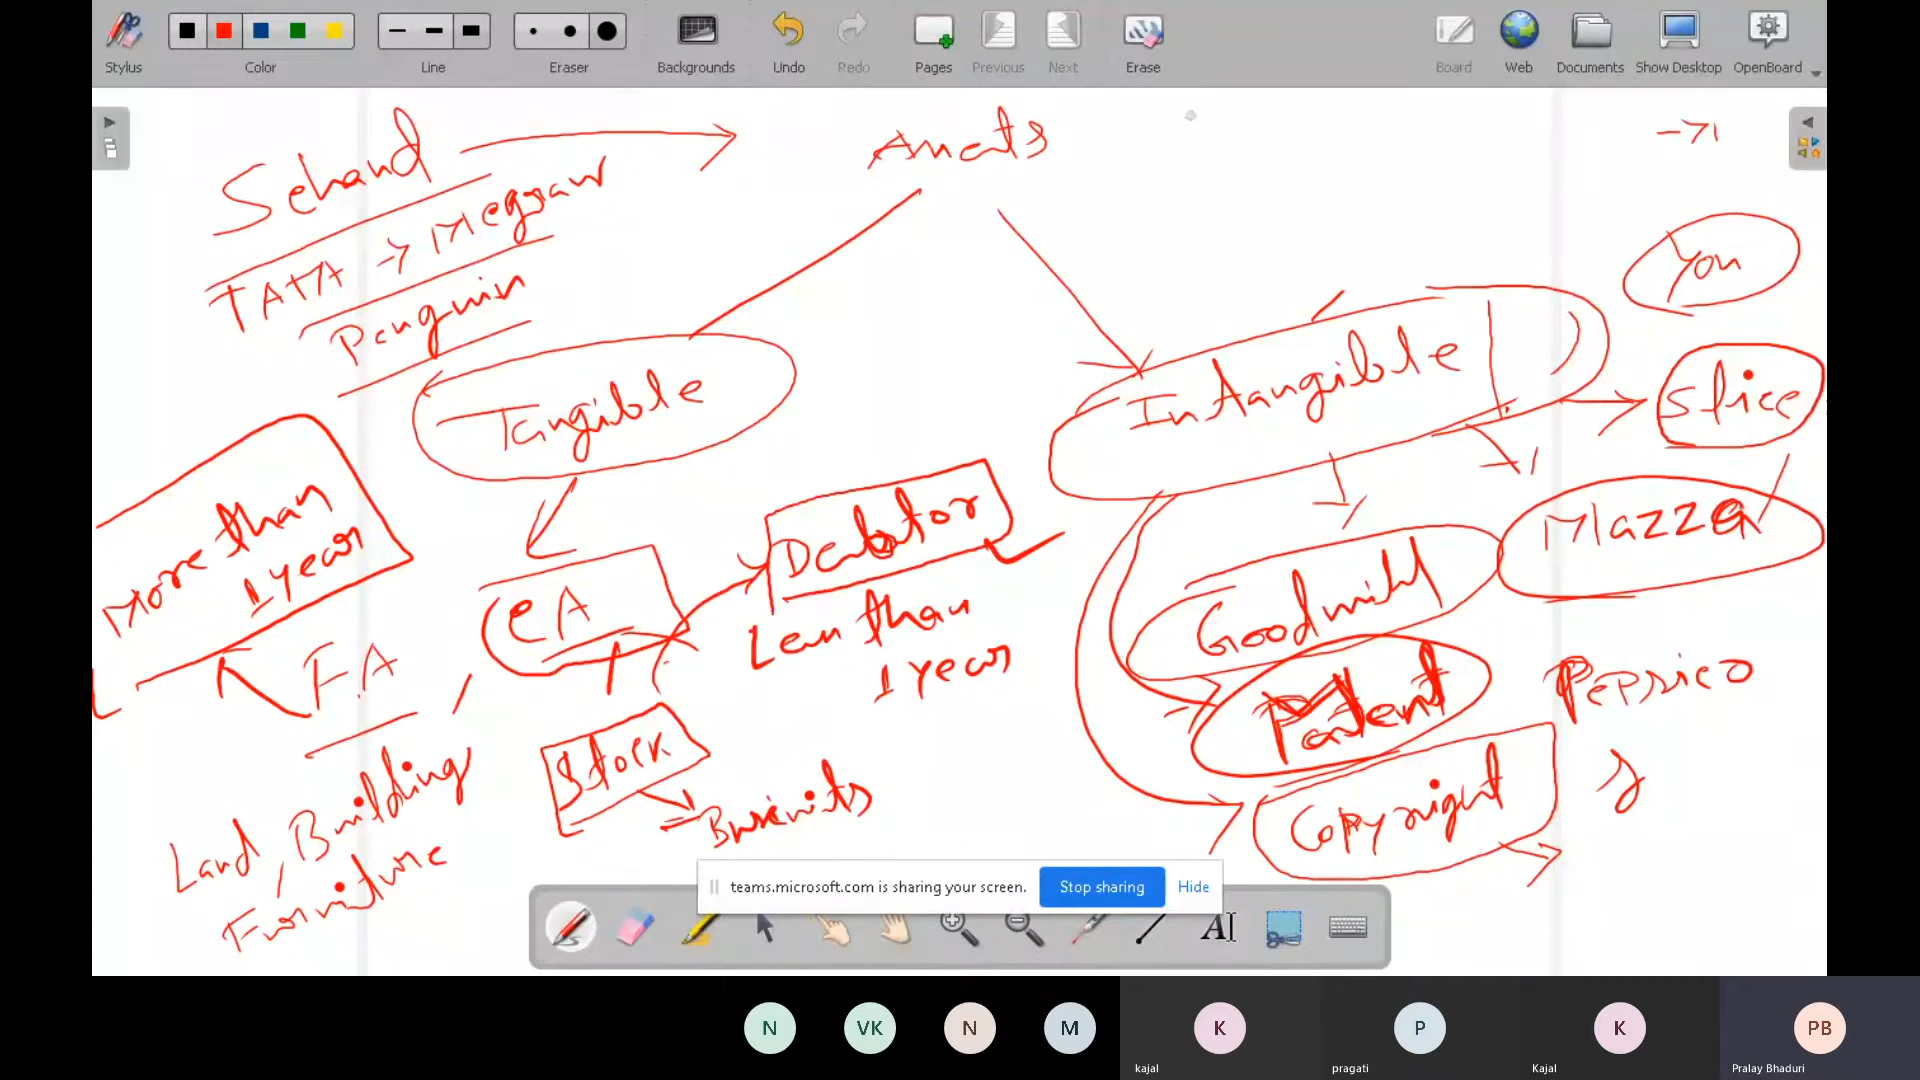 Stylus
Color
Line
Eraser
Backgrounds
Undo
Redo
Pages
Previous
Next
Erase
Board
Web
Documents
Show Desktop
OpenBoard
Schand
Assets
TATA → Megraw
Penguin
You
Tangible
Intangible
Slice
Mazza
More than
1 year
Debtor
CA
Less than
1 year
F.A
Goodwill
Patent
Pepsico
Stock
Copyright
Land, Building
Furniture
teams.microsoft.com is sharing your screen.
Stop sharing
Hide
AI
N
VK
N
M
K
P
K
PB
kajal
pragati
Kajal
Pralay Bhaduri